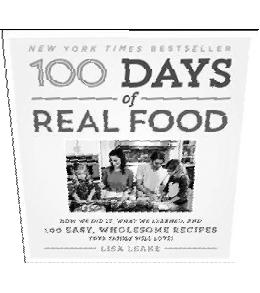 NEW YORK TIMES BESTSELLER
100 DAYS
of
REAL FOOD
HOW WE DID IT, WHAT WE LEARNED, AND
100 EASY, WHOLESOME RECIPES
YOUR FAMILY WILL LOVE!
LISA LEAKE